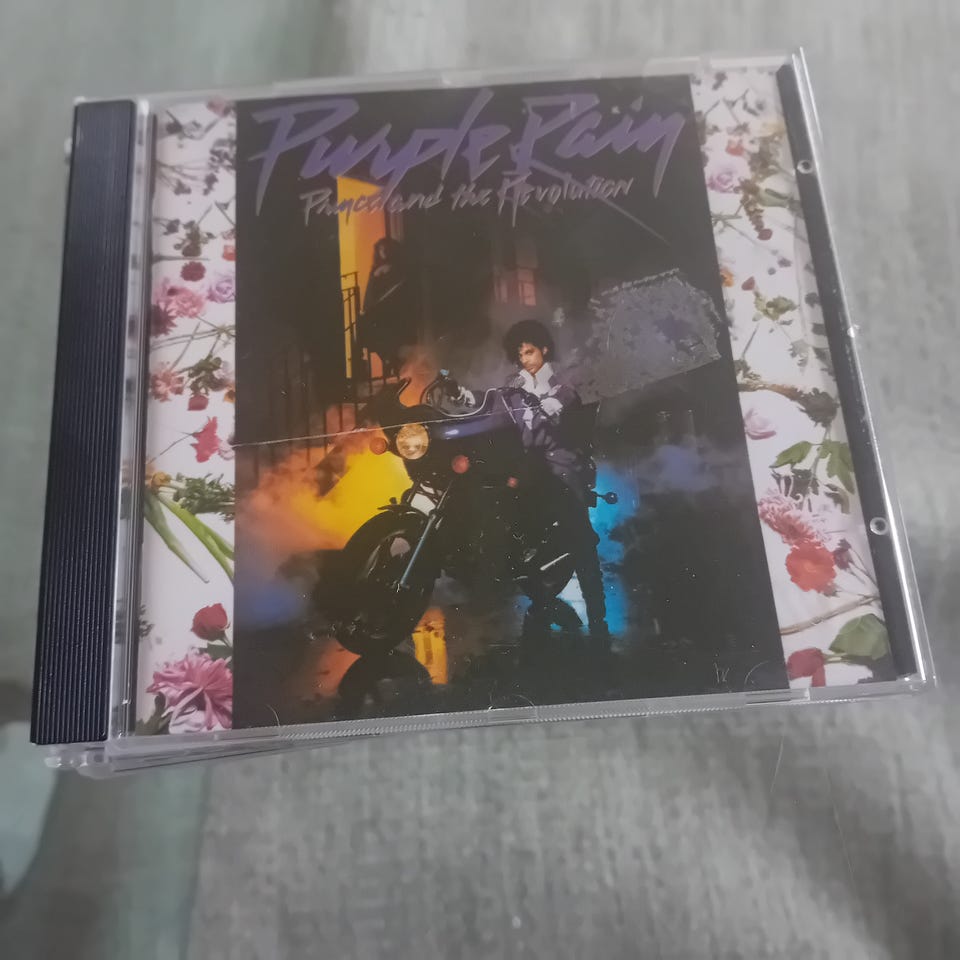 Purple Rain
Prince and the Revolution